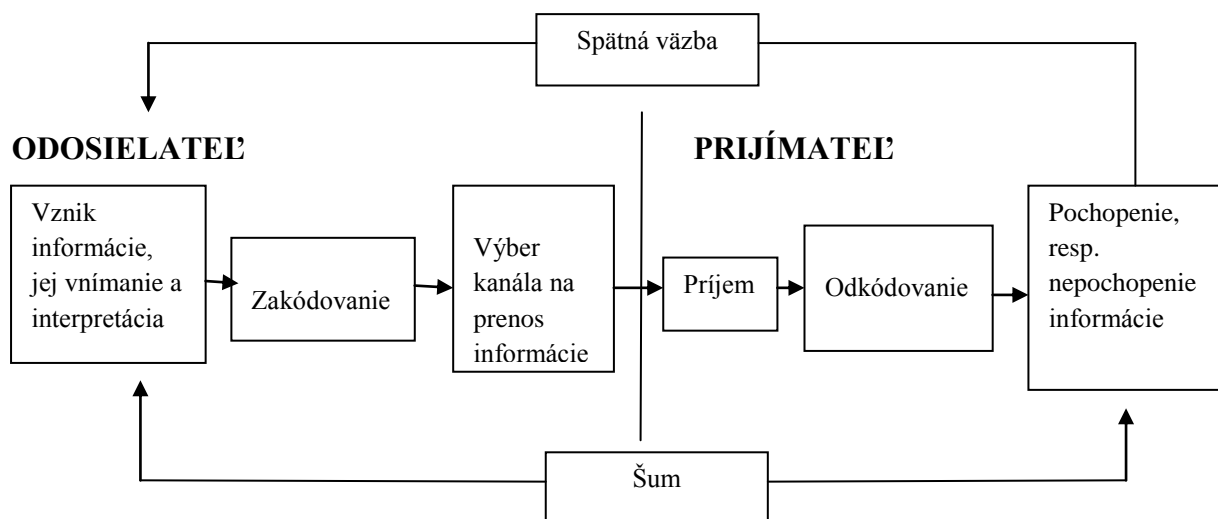 Spätná väzba
ODOSIELATEĽ
PRIJÍMATEĽ
Vznik
informácie,
jej vnímanie a
interpretácia
Zakódovanie
Výber
kanála na
prenos
informácie
Príjem
Odkódovanie
Pochopenie,
resp.
nepochopenie
informácie
Šum